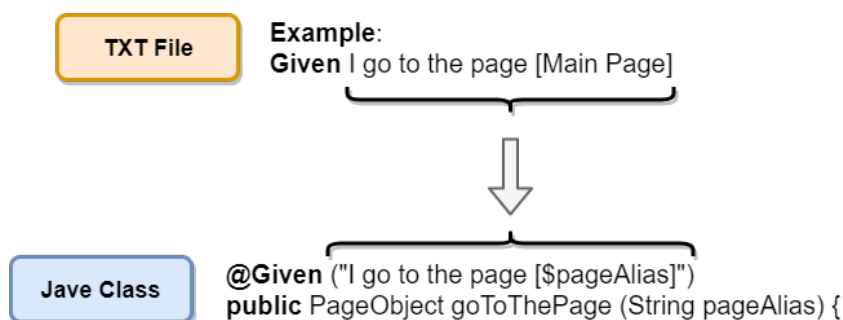 TXT File
Example:
Given I go to the page [Main Page]
Jave Class
@Given ("I go to the page [$pageAlias]")
public PageObject goToThePage (String pageAlias) {